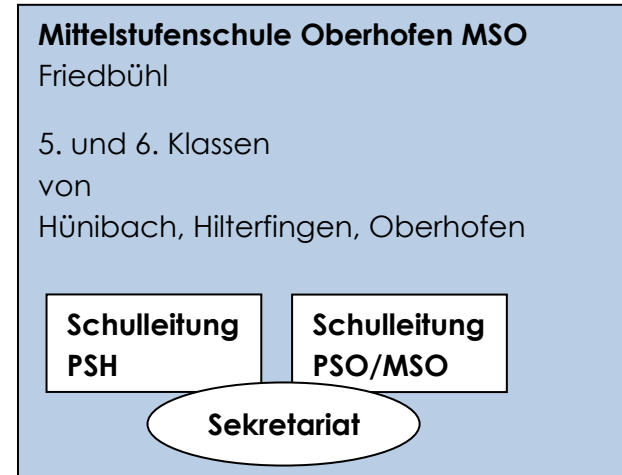 Mittelstufenschule Oberhofen MSO
Friedbühl
5. und 6. Klassen
von
Hünibach, Hilterfingen, Oberhofen
Schulleitung
PSH
Schulleitung
PSO/MSO
Sekretariat